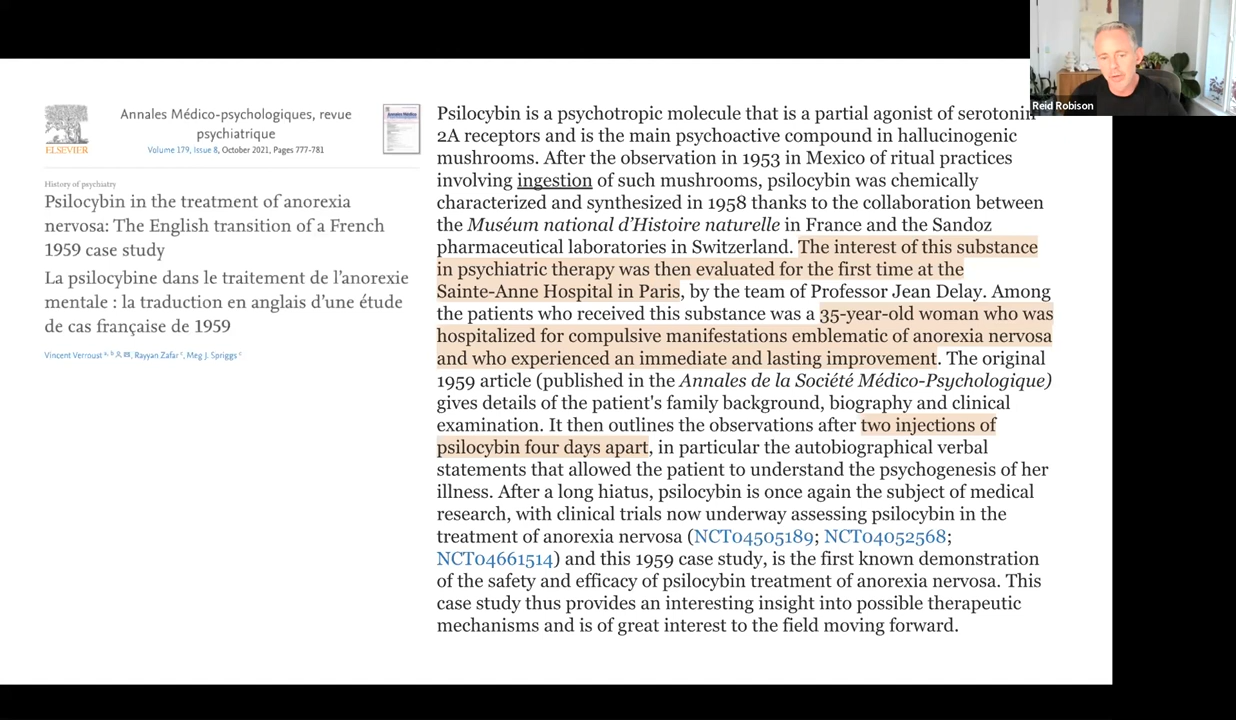 Reid Robison
ELSEVIER
Annales Médico-psychologiques, revue
psychiatrique
Volume 179, Issue 8, October 2021, Pages 777-781
History of psychiatry
Psilocybin in the treatment of anorexia
nervosa: The English transition of a French
1959 case study
La psilocybine dans le traitement de l'anorexie
mentale : la traduction en anglais d'une étude
de cas française de 1959
Vincent Verroust a, b, Rayyan Zafar c, Meg J. Spriggs c
Psilocybin is a psychotropic molecule that is a partial agonist of serotonin
2A receptors and is the main psychoactive compound in hallucinogenic
mushrooms. After the observation in 1953 in Mexico of ritual practices
involving ingestion of such mushrooms, psilocybin was chemically
characterized and synthesized in 1958 thanks to the collaboration between
the Muséum national d'Histoire naturelle in France and the Sandoz
pharmaceutical laboratories in Switzerland. The interest of this substance
in psychiatric therapy was then evaluated for the first time at the
Sainte-Anne Hospital in Paris, by the team of Professor Jean Delay. Among
the patients who received this substance was a 35-year-old woman who was
hospitalized for compulsive manifestations emblematic of anorexia nervosa
and who experienced an immediate and lasting improvement. The original
1959 article (published in the Annales de la Société Médico-Psychologique)
gives details of the patient's family background, biography and clinical
examination. It then outlines the observations after two injections of
psilocybin four days apart, in particular the autobiographical verbal
statements that allowed the patient to understand the psychogenesis of her
illness. After a long hiatus, psilocybin is once again the subject of medical
research, with clinical trials now underway assessing psilocybin in the
treatment of anorexia nervosa (NCT04505189; NCT04052568;
NCT04661514) and this 1959 case study, is the first known demonstration
of the safety and efficacy of psilocybin treatment of anorexia nervosa. This
case study thus provides an interesting insight into possible therapeutic
mechanisms and is of great interest to the field moving forward.